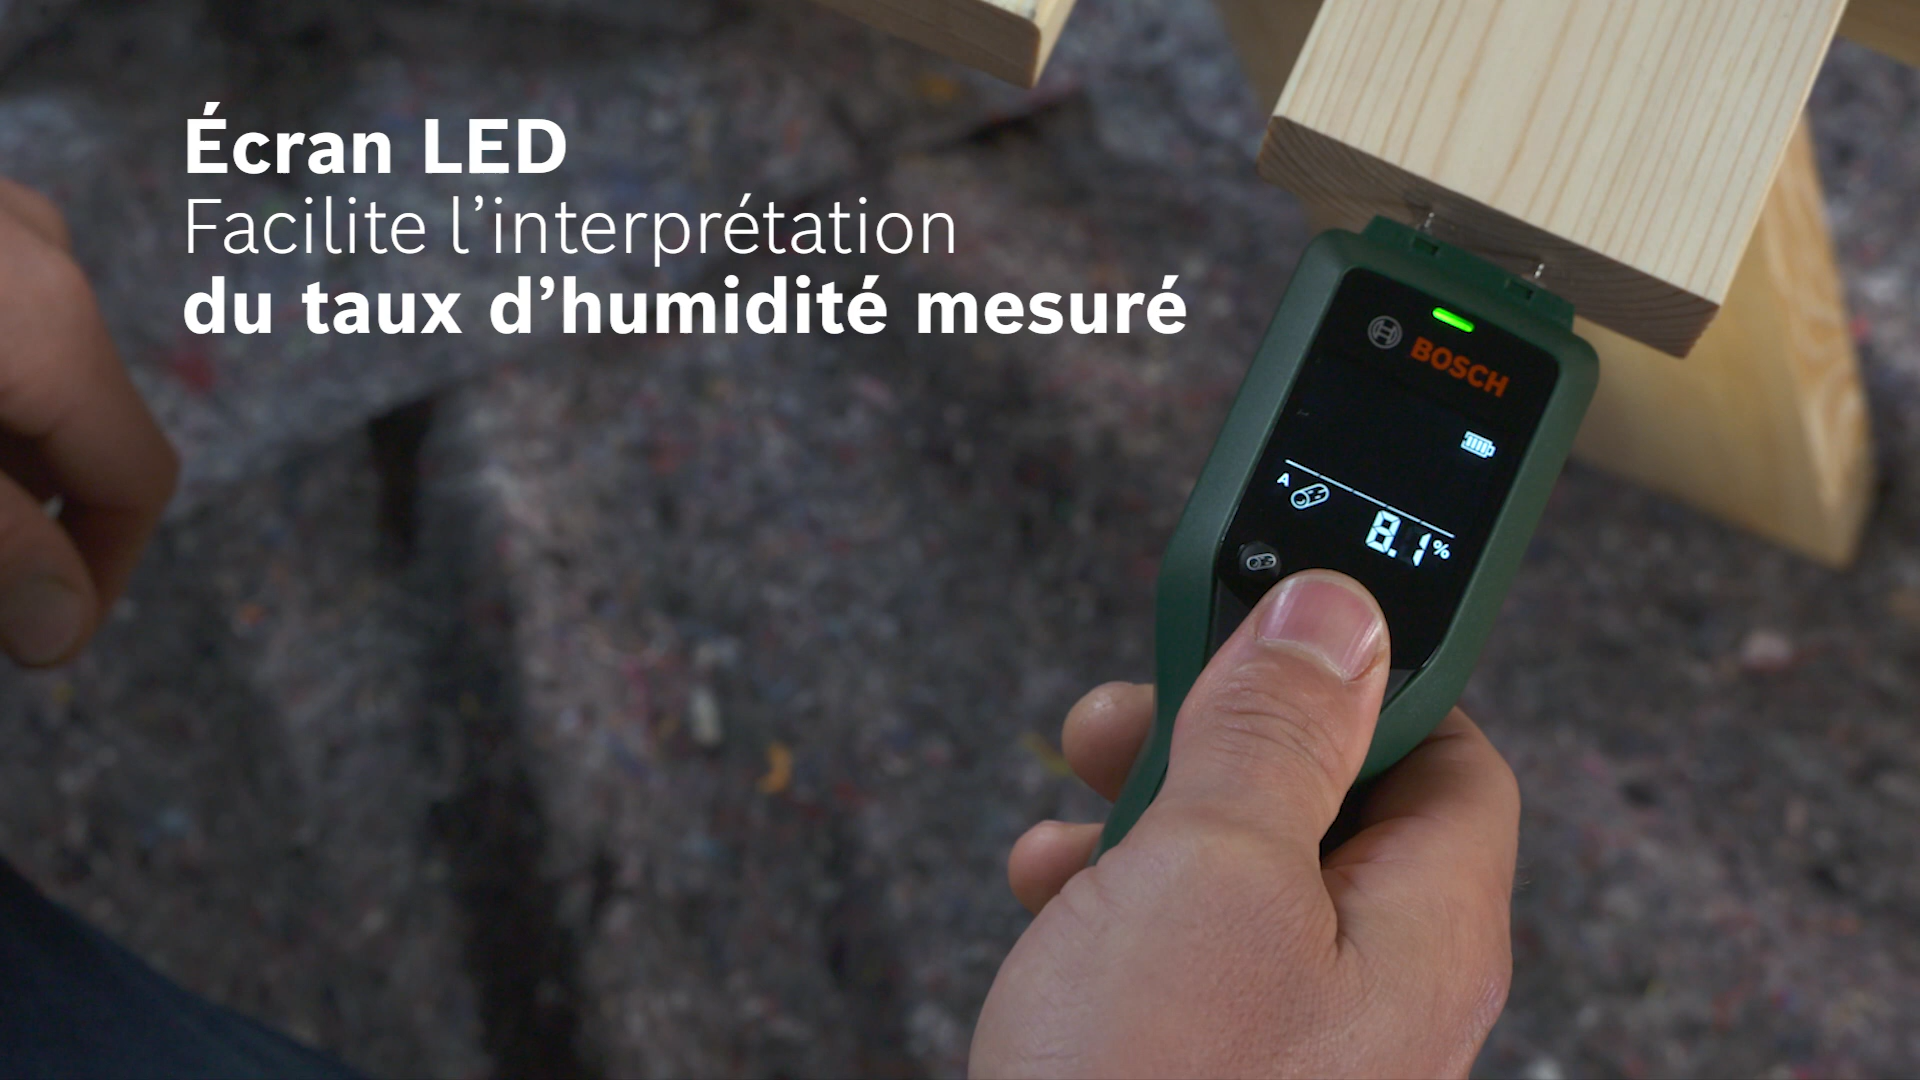 Écran LED
Facilite l’interprétation
du taux d’humidité mesuré
BOSCH
A
8.1%